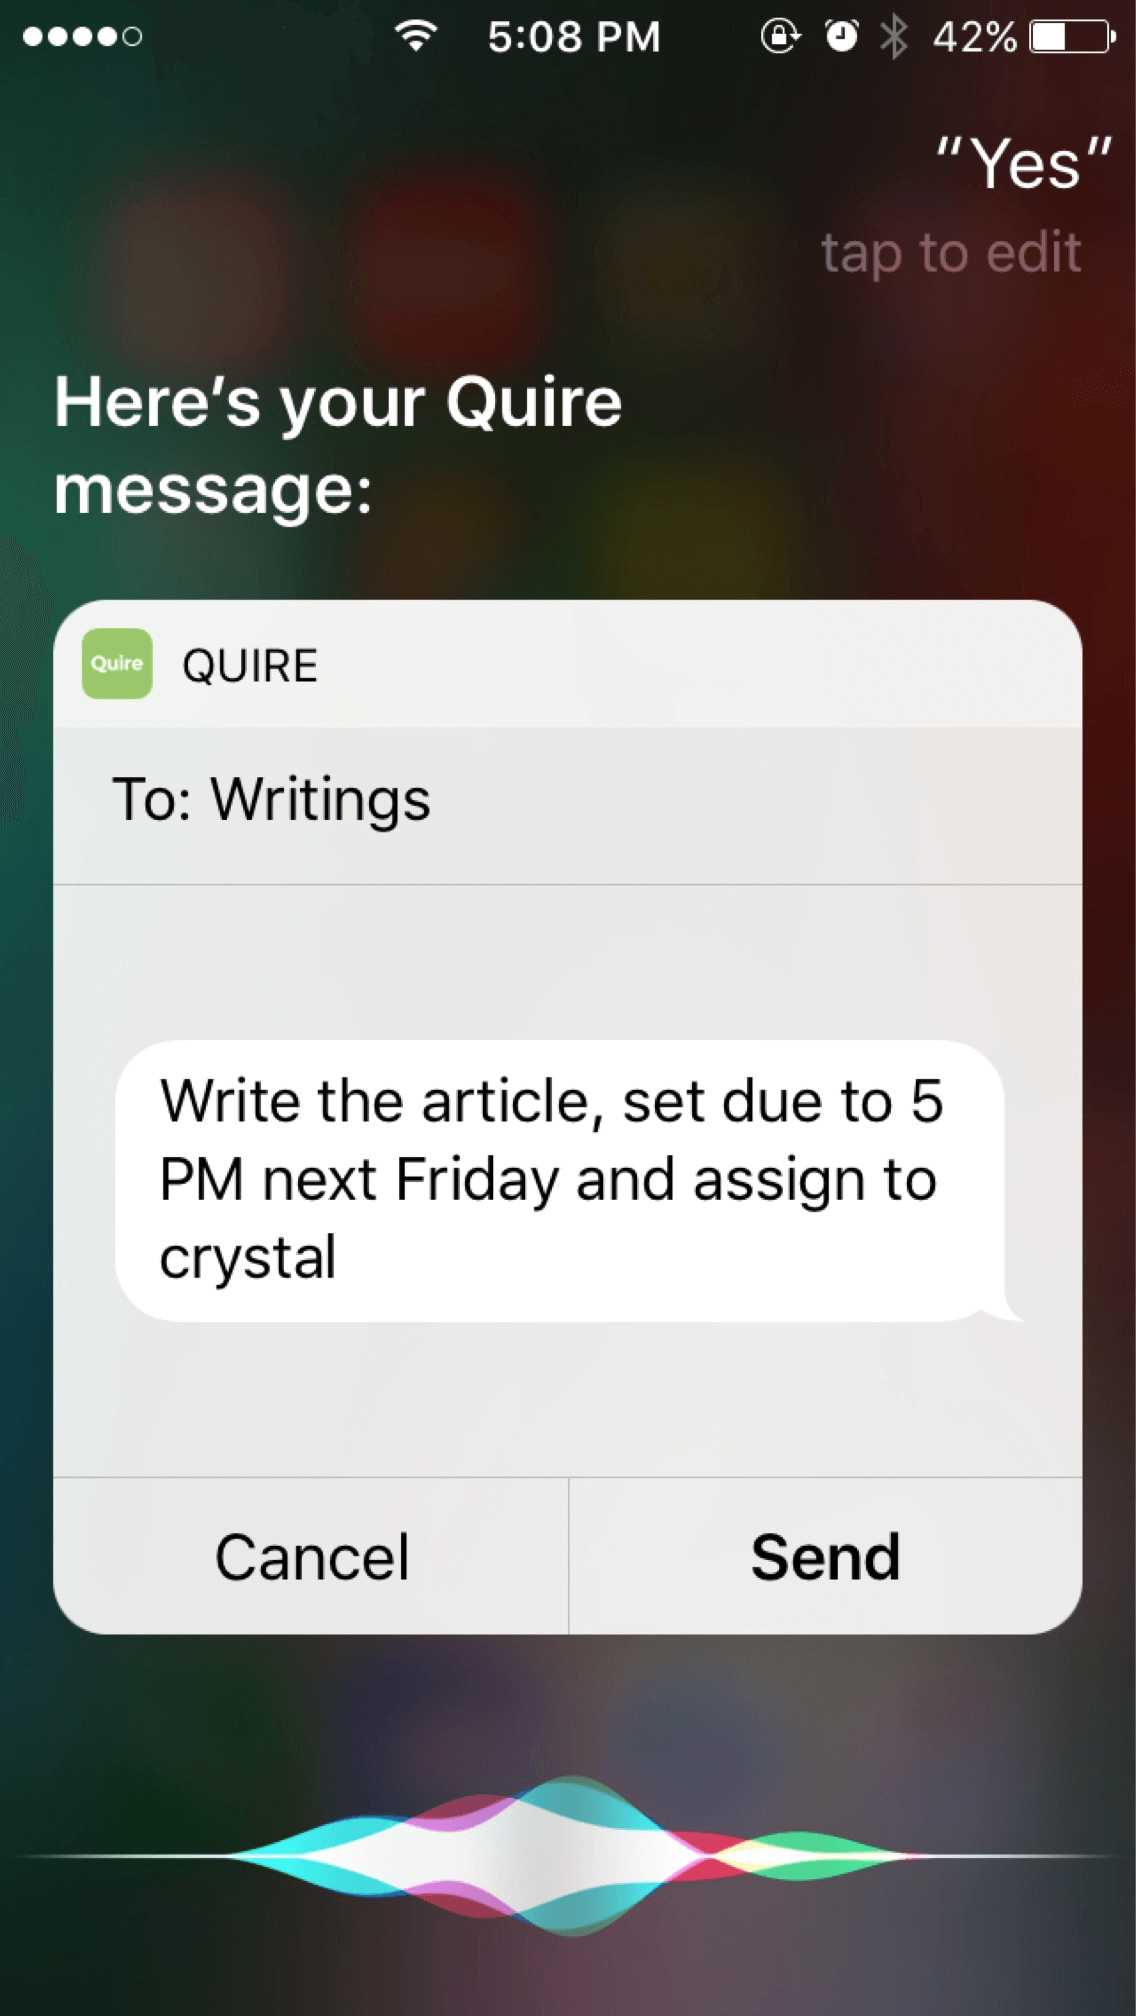 5:08 PM 42%
“Yes”
tap to edit
Here’s your Quire
message:
Quire QUIRE
To: Writings
Write the article, set due to 5
PM next Friday and assign to
crystal
Cancel Send